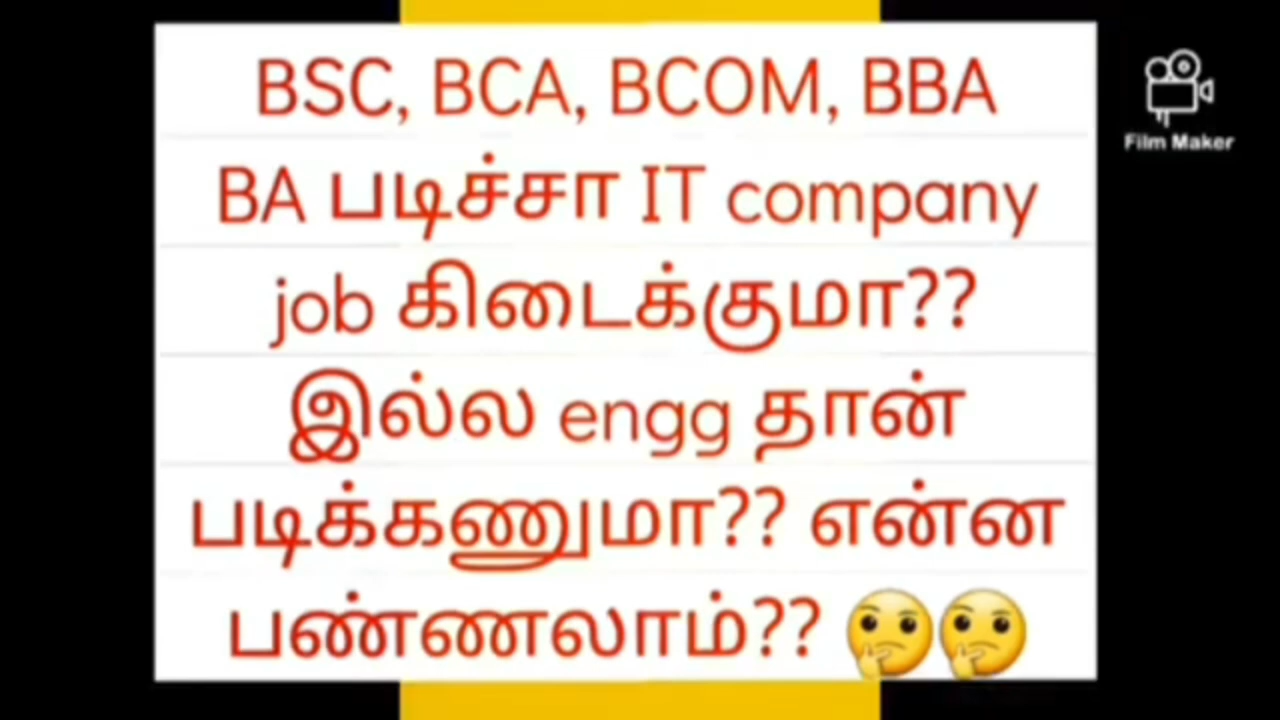 BSC, BCA, BCOM, BBA
BA படிச்சா IT company
job கிடைக்குமா??
இல்ல engg தான்
படிக்கணுமா?? என்ன
பண்ணலாம்?? 🤔🤔
Film Maker